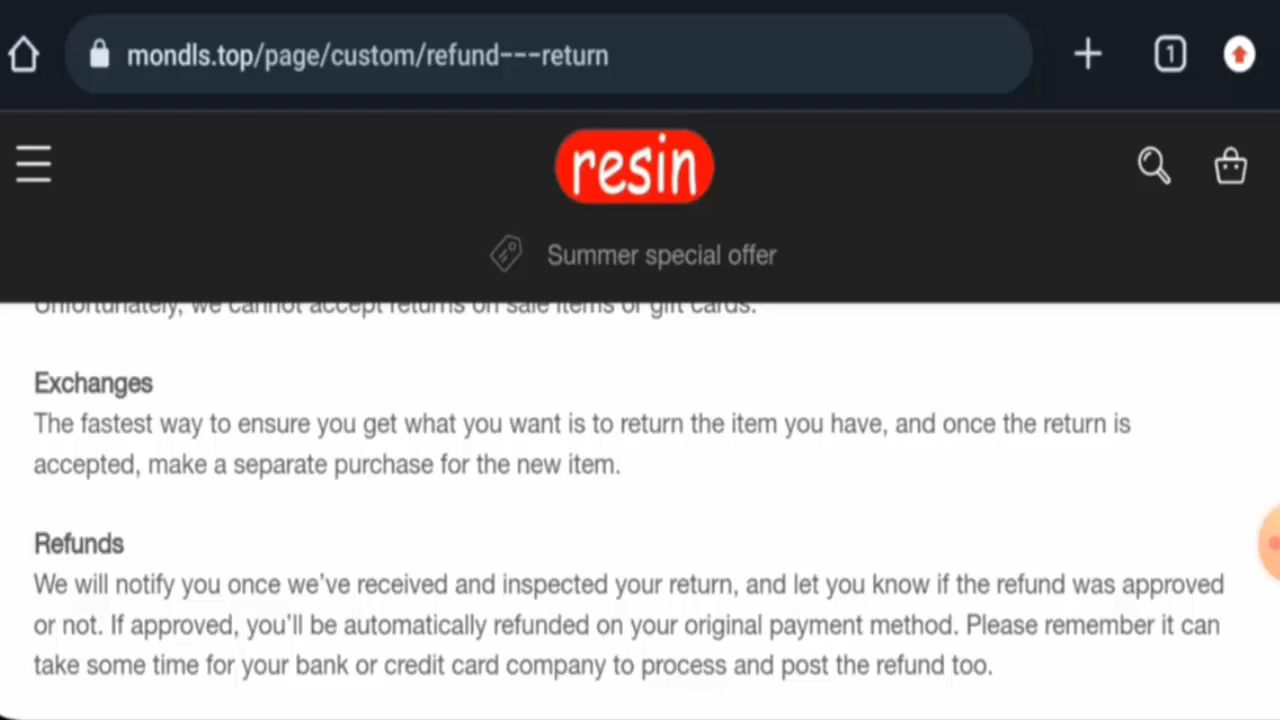 mondls.top/page/custom/refund---return
1
resin
Summer special offer
Unfortunately, we cannot accept returns on sale items or gift cards.
Exchanges
The fastest way to ensure you get what you want is to return the item you have, and once the return is
accepted, make a separate purchase for the new item.
Refunds
We will notify you once we’ve received and inspected your return, and let you know if the refund was approved
or not. If approved, you’ll be automatically refunded on your original payment method. Please remember it can
take some time for your bank or credit card company to process and post the refund too.